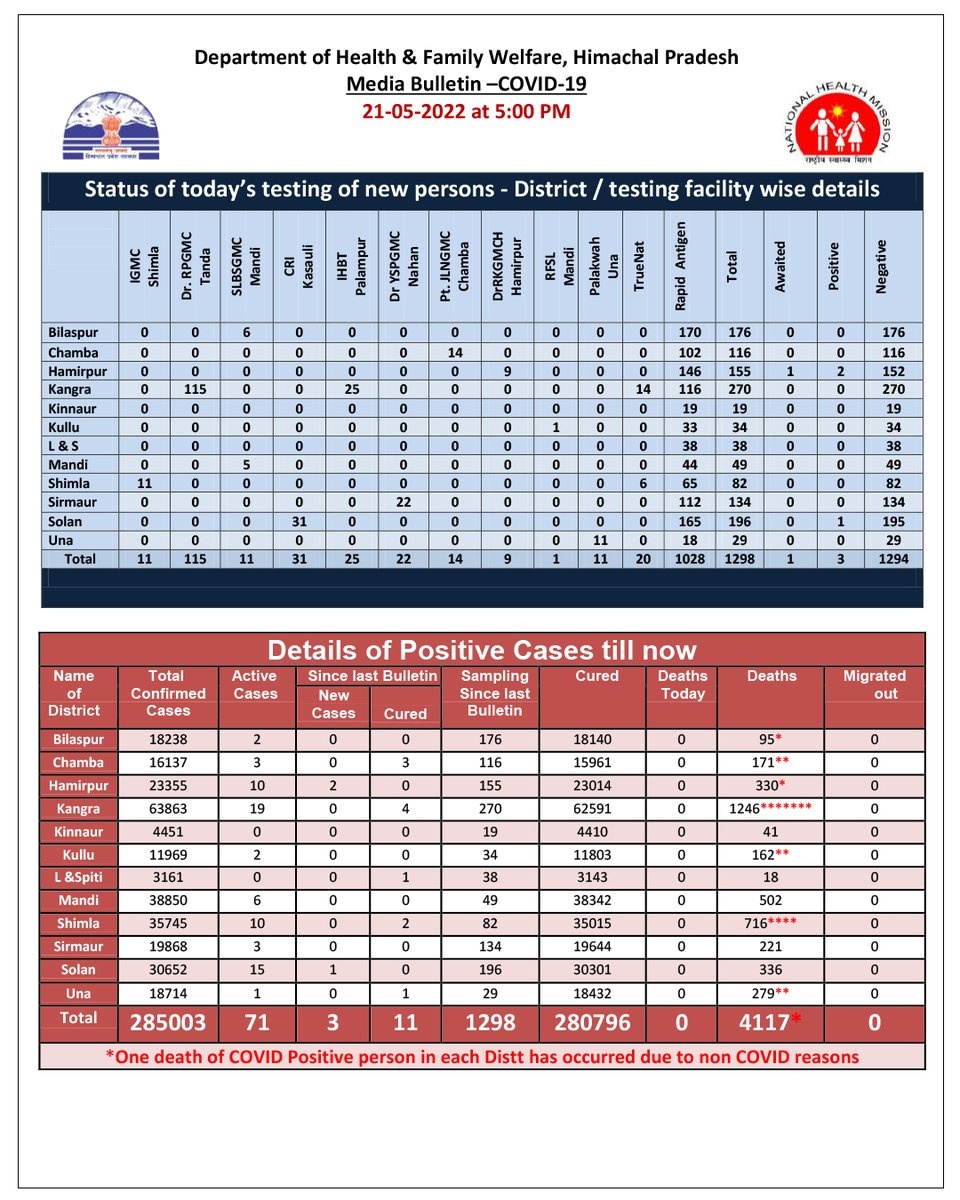 Department of Health & Family Welfare, Himachal Pradesh
Media Bulletin –COVID-19
21-05-2022 at 5:00 PM
NATIONAL HEALTH MISSION
राष्ट्रीय स्वास्थ्य मिशन
सत्यमेव जयते
हिमाचल प्रदेश सरकार
Status of today’s testing of new persons - District / testing facility wise details
IGMC Shimla Dr. RPGMC Tanda SLBSGMC Mandi CRI Kasauli IHBT Palampur Dr YSPGMC Nahan Pt. JLNGMC Chamba DrRKGMCH Hamirpur RFSL Mandi Palakwah Una TrueNat Rapid Antigen Total Awaited Positive Negative
Bilaspur 0 0 6 0 0 0 0 0 0 0 0 170 176 0 0 176
Chamba 0 0 0 0 0 0 14 0 0 0 0 102 116 0 0 116
Hamirpur 0 0 0 0 0 0 0 9 0 0 0 146 155 1 2 152
Kangra 0 115 0 0 25 0 0 0 0 0 14 116 270 0 0 270
Kinnaur 0 0 0 0 0 0 0 0 0 0 0 19 19 0 0 19
Kullu 0 0 0 0 0 0 0 0 1 0 0 33 34 0 0 34
L & S 0 0 0 0 0 0 0 0 0 0 0 38 38 0 0 38
Mandi 0 0 5 0 0 0 0 0 0 0 0 44 49 0 0 49
Shimla 11 0 0 0 0 0 0 0 0 0 6 65 82 0 0 82
Sirmaur 0 0 0 0 0 22 0 0 0 0 0 112 134 0 0 134
Solan 0 0 0 31 0 0 0 0 0 0 0 165 196 0 1 195
Una 0 0 0 0 0 0 0 0 0 11 0 18 29 0 0 29
Total 11 115 11 31 25 22 14 9 1 11 20 1028 1298 1 3 1294
Details of Positive Cases till now
Name of District Total Confirmed Cases Active Cases Since last Bulletin New Cases Cured Sampling Since last Bulletin Cured Deaths Today Deaths Migrated out
Bilaspur 18238 2 0 0 176 18140 0 95* 0
Chamba 16137 3 0 3 116 15961 0 171** 0
Hamirpur 23355 10 2 0 155 23014 0 330* 0
Kangra 63863 19 0 4 270 62591 0 1246******* 0
Kinnaur 4451 0 0 0 19 4410 0 41 0
Kullu 11969 2 0 0 34 11803 0 162** 0
L &Spiti 3161 0 0 1 38 3143 0 18 0
Mandi 38850 6 0 0 49 38342 0 502 0
Shimla 35745 10 0 2 82 35015 0 716**** 0
Sirmaur 19868 3 0 0 134 19644 0 221 0
Solan 30652 15 1 0 196 30301 0 336 0
Una 18714 1 0 1 29 18432 0 279** 0
Total 285003 71 3 11 1298 280796 0 4117* 0
*One death of COVID Positive person in each Distt has occurred due to non COVID reasons